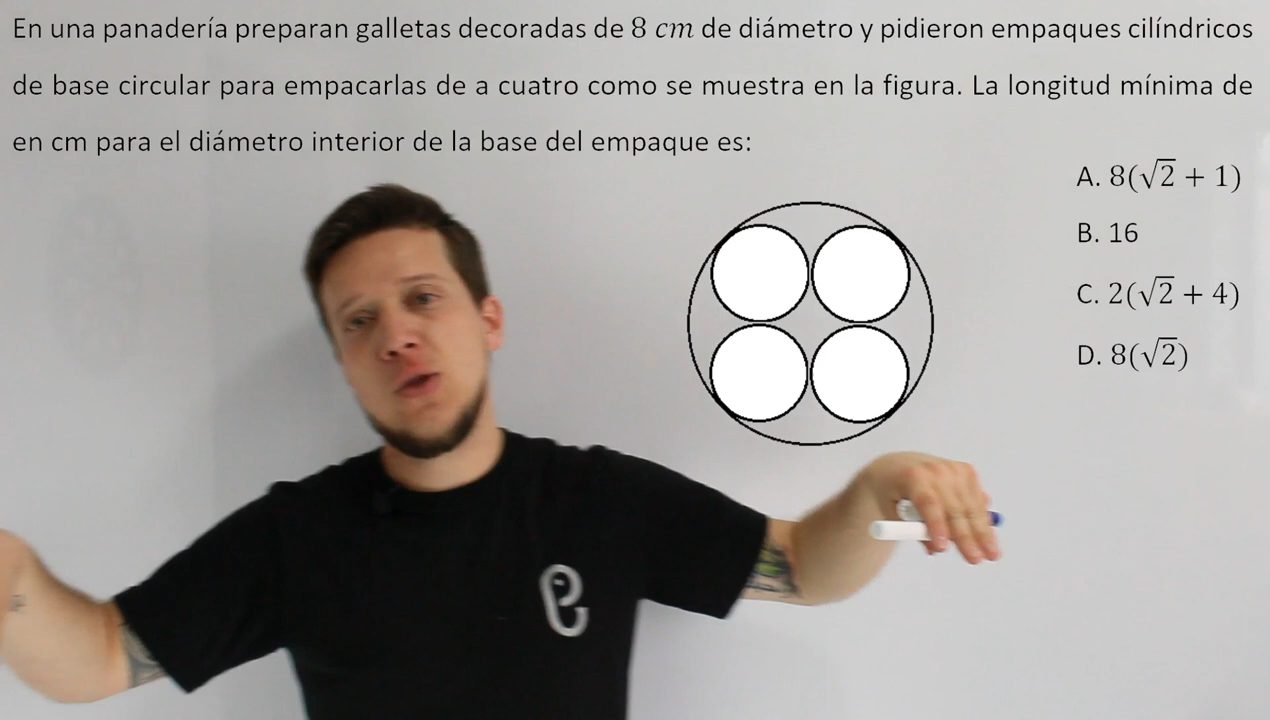 En una panadería preparan galletas decoradas de 8 cm de diámetro y pidieron empaques cilíndricos
de base circular para empacarlas de a cuatro como se muestra en la figura. La longitud mínima de
en cm para el diámetro interior de la base del empaque es:
A. 8(√2 + 1)
B. 16
C. 2(√2 + 4)
D. 8(√2)